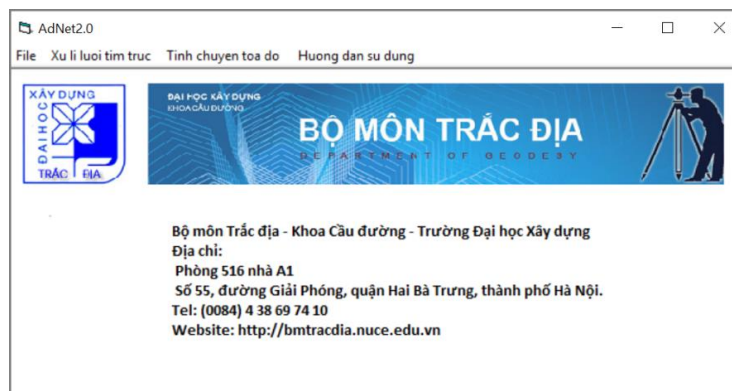 AdNet2.0
File Xu li luoi tim truc Tinh chuyen toa do Huong dan su dung
XÂY DỰNG
ĐẠI HỌC
TRẮC ĐỊA
ĐẠI HỌC XÂY DỰNG
KHOA CẦU ĐƯỜNG
BỘ MÔN TRẮC ĐỊA
DEPARTMENT OF GEODESY
Bộ môn Trắc địa - Khoa Cầu đường - Trường Đại học Xây dựng
Địa chỉ:
Phòng 516 nhà A1
Số 55, đường Giải Phóng, quận Hai Bà Trưng, thành phố Hà Nội.
Tel: (0084) 4 38 69 74 10
Website: http://bmtracdia.nuce.edu.vn